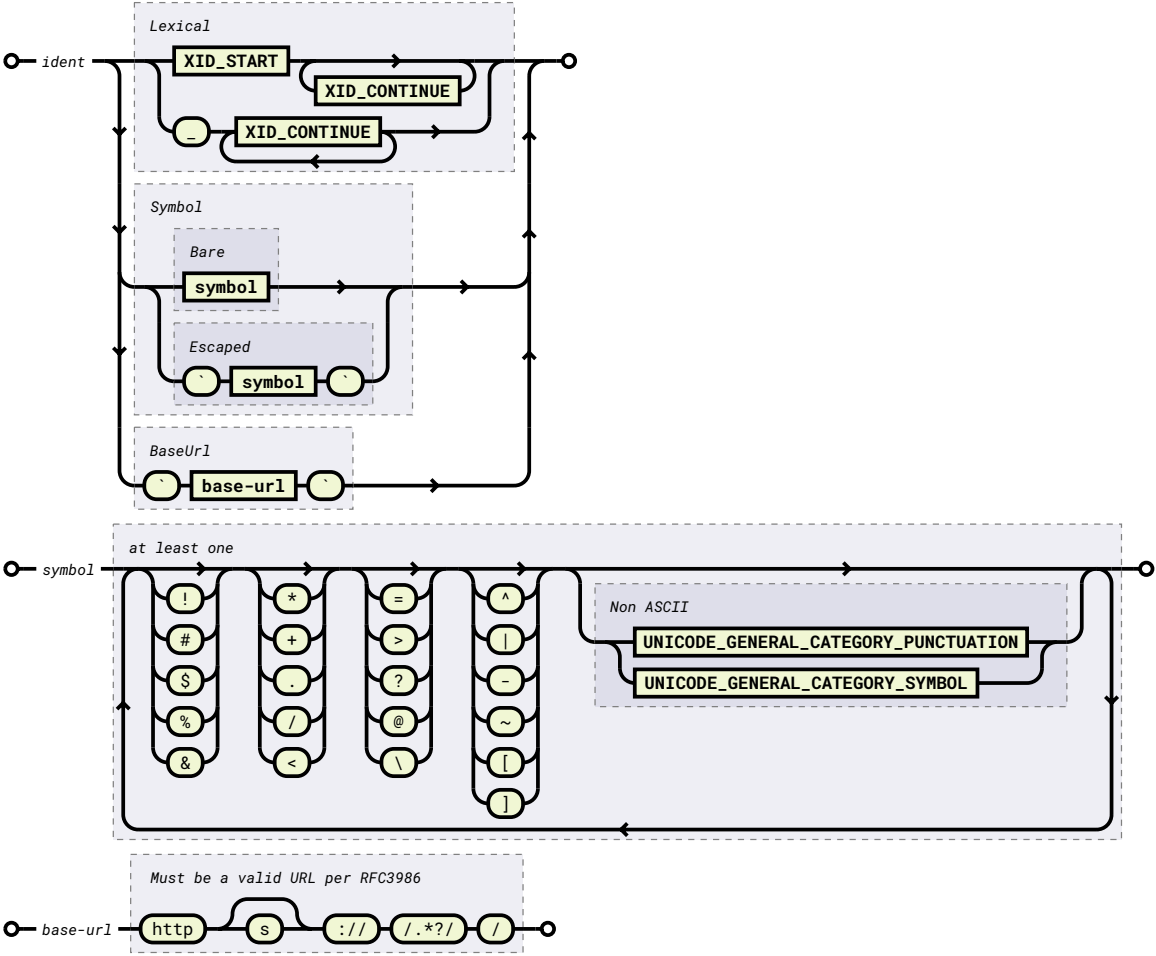 Lexical
ident XID_START
XID_CONTINUE
_ XID_CONTINUE
Symbol
Bare
symbol
Escaped
` symbol `
BaseUrl
` base-url `
at least one
symbol
! * = ^
Non ASCII
# + > | UNICODE_GENERAL_CATEGORY_PUNCTUATION
$ . ? - UNICODE_GENERAL_CATEGORY_SYMBOL
% / @ ~
& < \ [
]
Must be a valid URL per RFC3986
base-url http s :// /.*?/ /